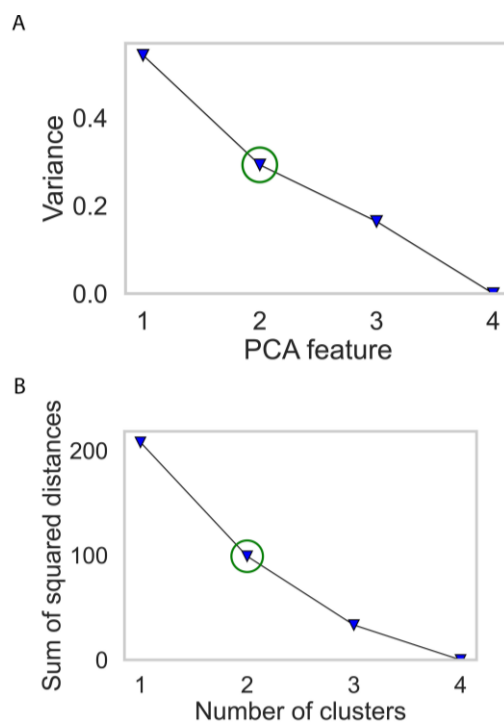 A
Variance
0.4
0.2
0.0
1 2 3 4
PCA feature
B
Sum of squared distances
200
100
0
1 2 3 4
Number of clusters